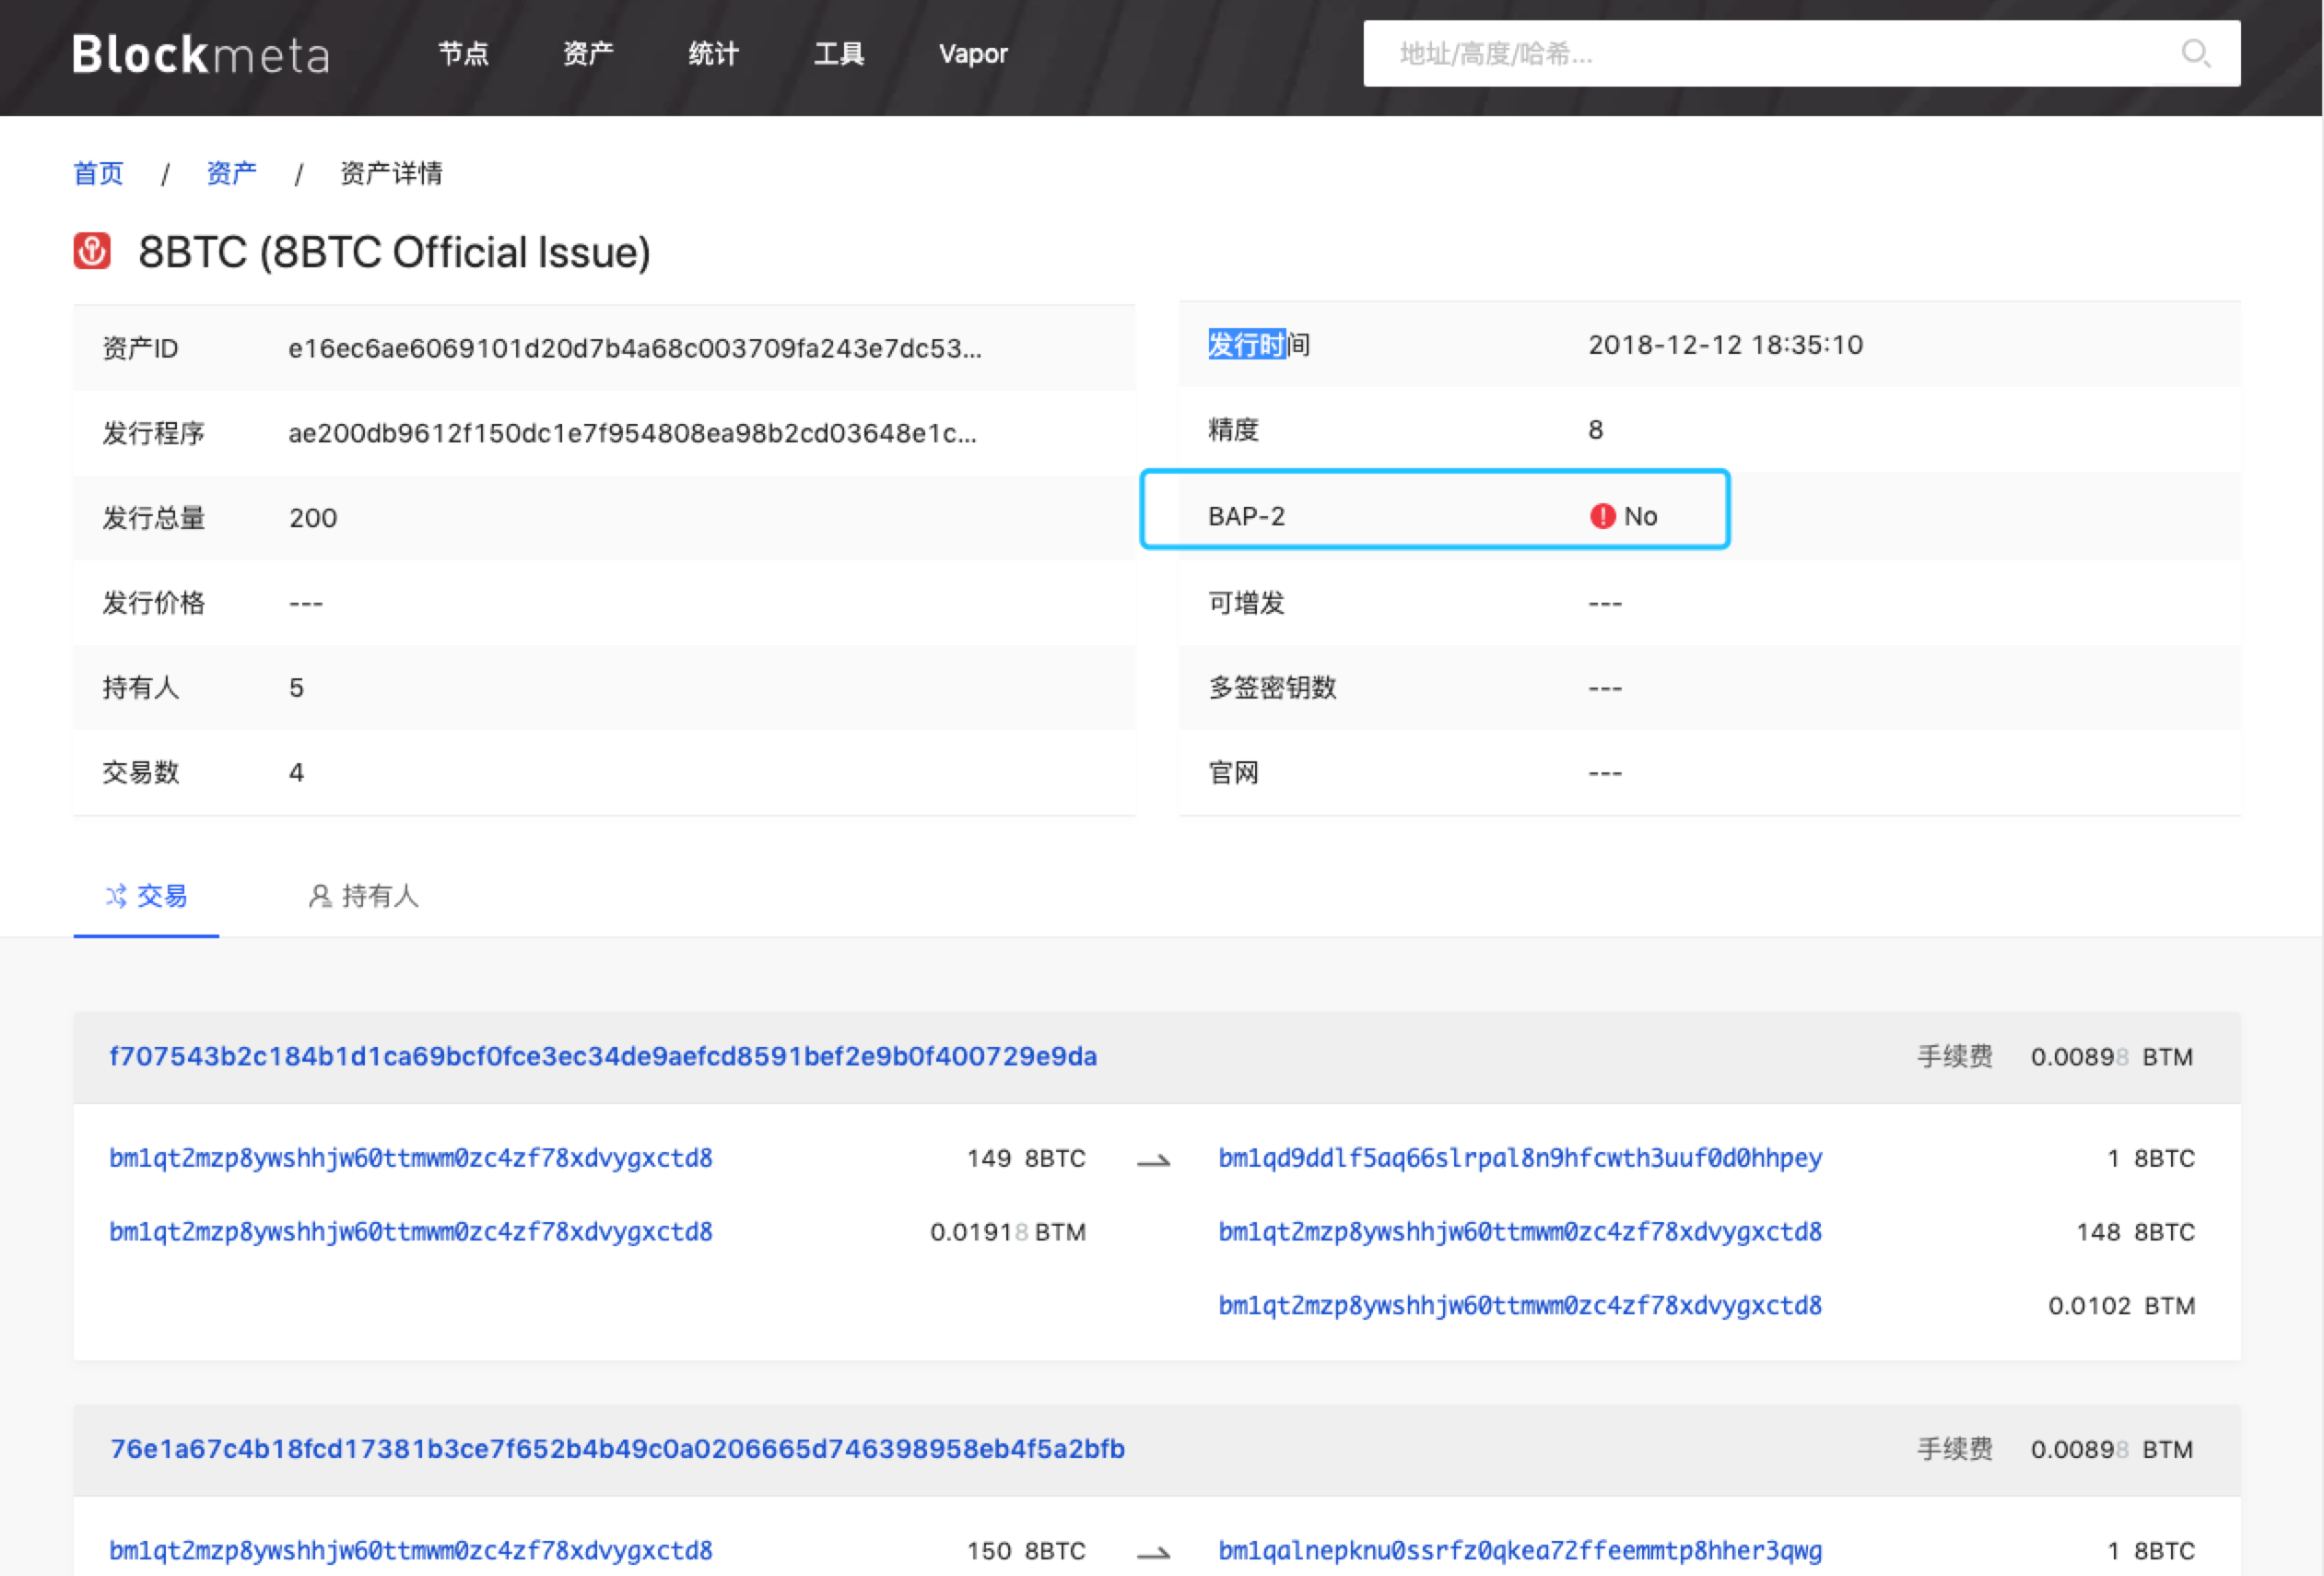 Blockmeta 节点 资产 统计 工具 Vapor 地址/高度/哈希...
首页 / 资产 / 资产详情
8BTC (8BTC Official Issue)
资产ID e16ec6ae6069101d20d7b4a68c003709fa243e7dc53...
发行时间 2018-12-12 18:35:10
发行程序 ae200db9612f150dc1e7f954808ea98b2cd03648e1c...
精度 8
发行总量 200
BAP-2 No
发行价格 ---
可增发 ---
持有人 5
多签密钥数 ---
交易数 4
官网 ---
交易 持有人
f707543b2c184b1d1ca69bcf0fce3ec34de9aefcd8591bef2e9b0f400729e9da 手续费 0.00898 BTM
bm1qt2mzp8ywshhjw60ttmwm0zc4zf78xdvygxctd8 149 8BTC bm1qd9ddlf5aq66slrpal8n9hfcwth3uuf0d0hhpey 1 8BTC
bm1qt2mzp8ywshhjw60ttmwm0zc4zf78xdvygxctd8 0.01918 BTM bm1qt2mzp8ywshhjw60ttmwm0zc4zf78xdvygxctd8 148 8BTC
bm1qt2mzp8ywshhjw60ttmwm0zc4zf78xdvygxctd8 0.0102 BTM
76e1a67c4b18fcd17381b3ce7f652b4b49c0a0206665d746398958eb4f5a2bfb 手续费 0.00898 BTM
bm1qt2mzp8ywshhjw60ttmwm0zc4zf78xdvygxctd8 150 8BTC bm1qalnepknu0ssrfz0qkea72ffeemmtp8hher3qwg 1 8BTC